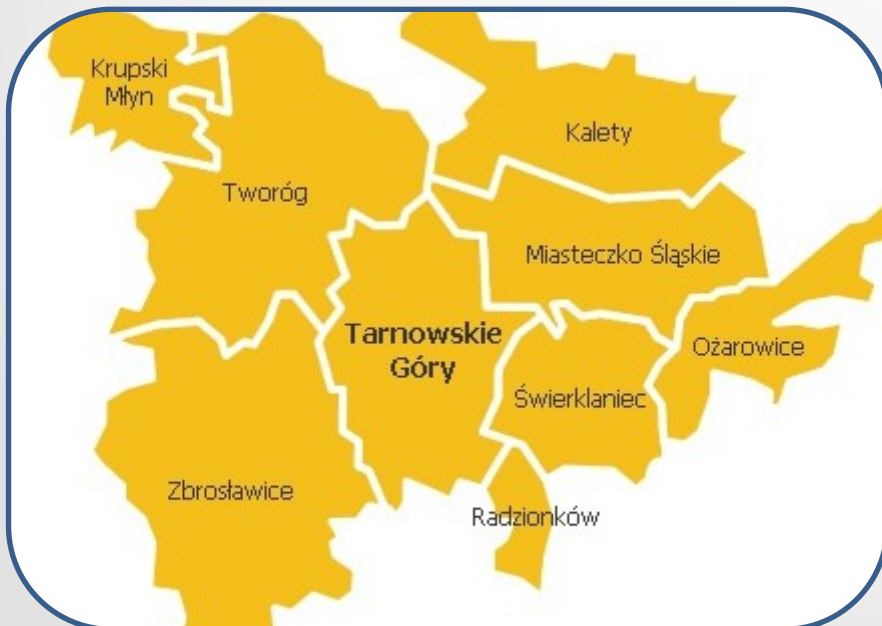 Krupski
Młyn
Kalety
Tworóg
Miasteczko Śląskie
Tarnowskie
Góry
Ożarowice
Świerklaniec
Zbrosławice
Radzionków